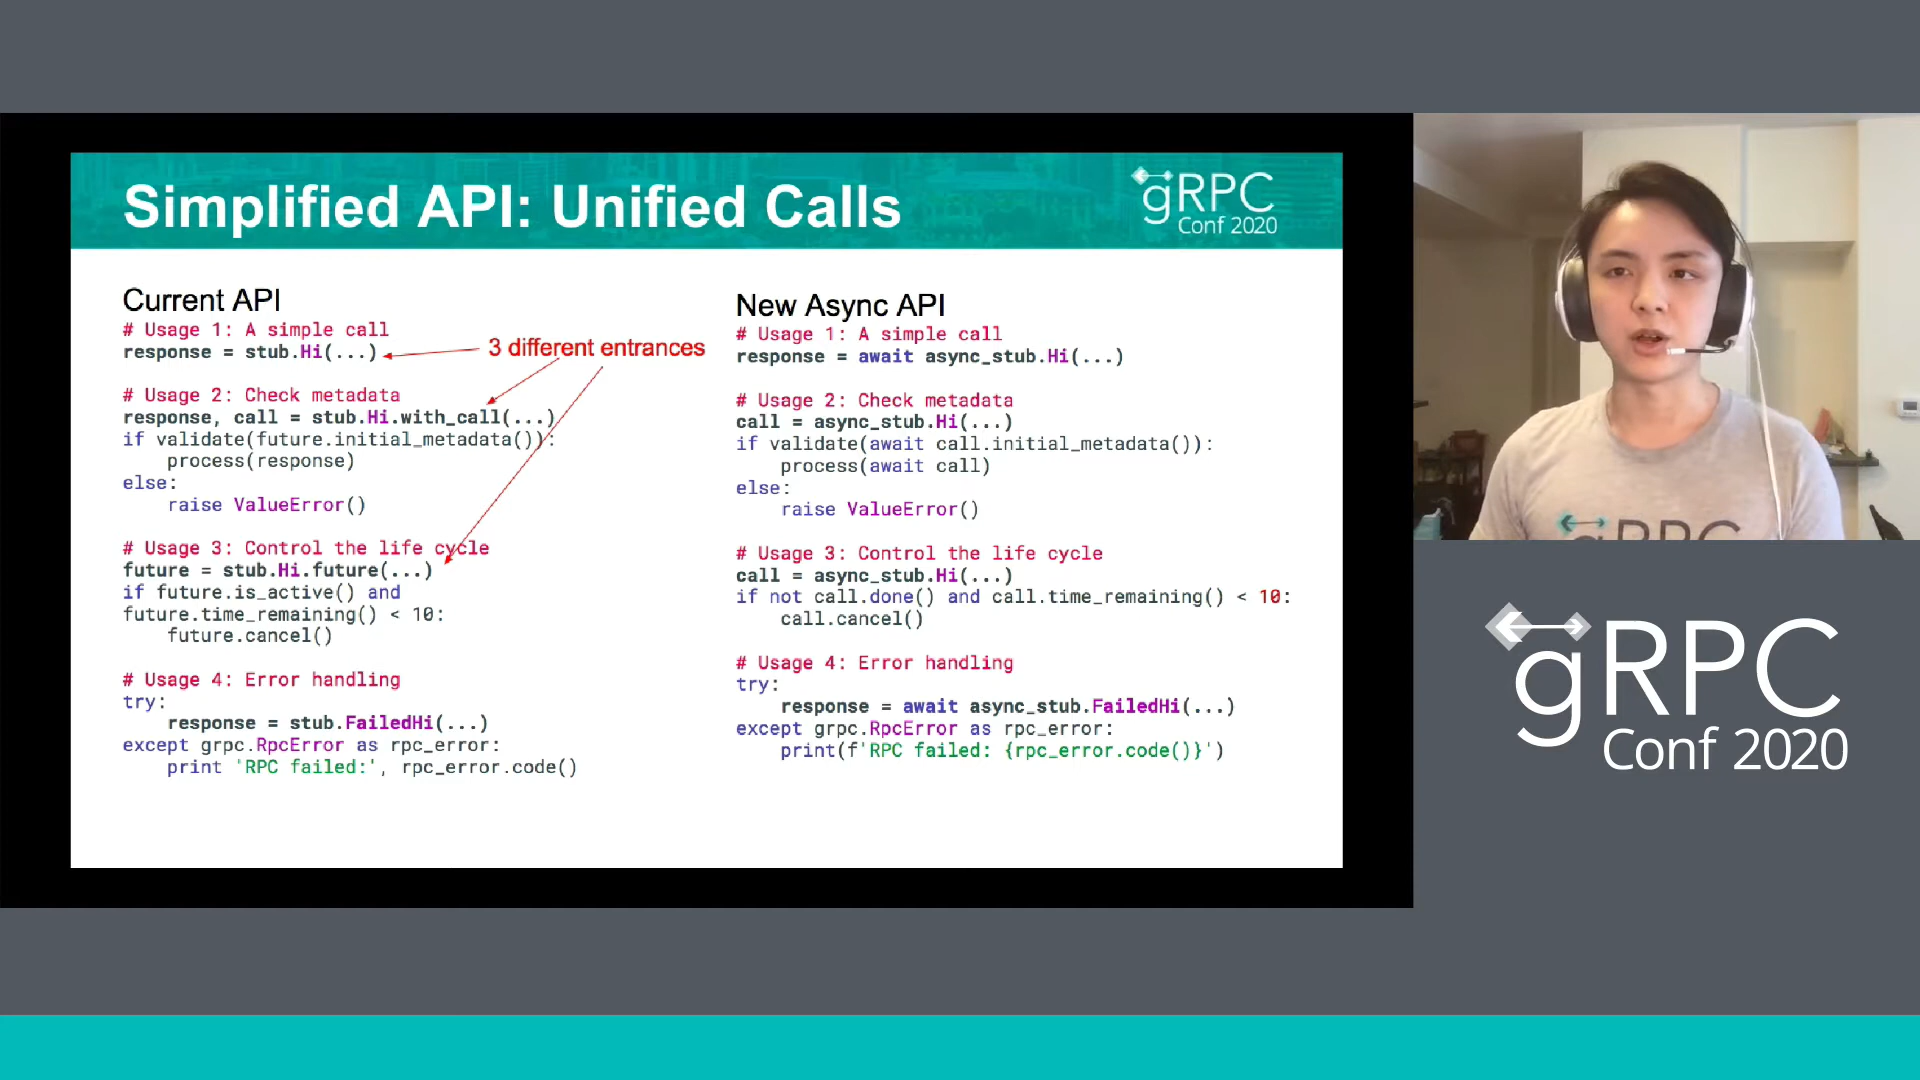 Simplified API: Unified Calls
gRPC
Conf 2020
Current API
# Usage 1: A simple call
response = stub.Hi(...)
3 different entrances
# Usage 2: Check metadata
response, call = stub.Hi.with_call(...)
if validate(future.initial_metadata()):
    process(response)
else:
    raise ValueError()
# Usage 3: Control the life cycle
future = stub.Hi.future(...)
if future.is_active() and
future.time_remaining() < 10:
    future.cancel()
# Usage 4: Error handling
try:
    response = stub.FailedHi(...)
except grpc.RpcError as rpc_error:
    print 'RPC failed:', rpc_error.code()
New Async API
# Usage 1: A simple call
response = await async_stub.Hi(...)
# Usage 2: Check metadata
call = async_stub.Hi(...)
if validate(await call.initial_metadata()):
    process(await call)
else:
    raise ValueError()
# Usage 3: Control the life cycle
call = async_stub.Hi(...)
if not call.done() and call.time_remaining() < 10:
    call.cancel()
# Usage 4: Error handling
try:
    response = await async_stub.FailedHi(...)
except grpc.RpcError as rpc_error:
    print(f'RPC failed: {rpc_error.code()}')
gRPC
gRPC
Conf 2020